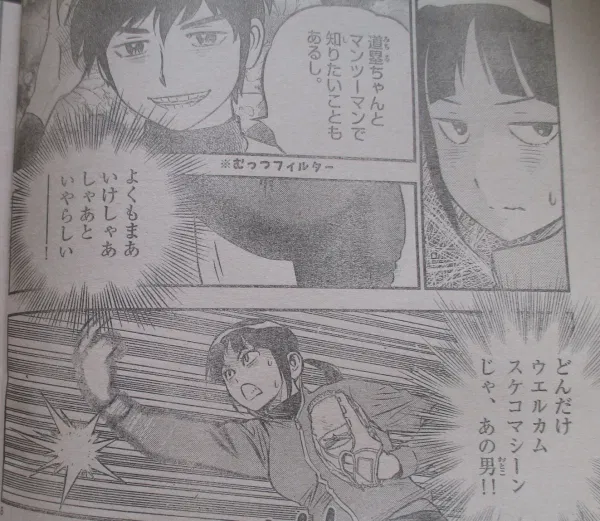 道塁ちゃんと
マンツーマンで
知りたいことも
あるし。
※むっつフィルター
よくもまあ
いけしゃあ
しゃあと
いやらしい
――!
どんだけ
ウエルカム
スケコマシーン
じゃ、あの男!!